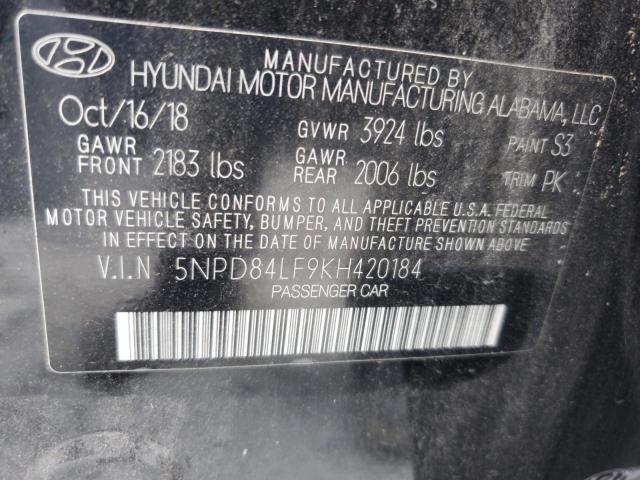 MANUFACTURED BY
HYUNDAI MOTOR MANUFACTURING ALABAMA, LLC
Oct/16/18 GVWR 3924 lbs PAINT S3
GAWR FRONT 2183 lbs GAWR REAR 2006 lbs TRIM PK
THIS VEHICLE CONFORMS TO ALL APPLICABLE U.S.A. FEDERAL
MOTOR VEHICLE SAFETY, BUMPER, AND THEFT PREVENTION STANDARDS
IN EFFECT ON THE DATE OF MANUFACTURE SHOWN ABOVE.
V.I.N 5NPD84LF9KH420184
PASSENGER CAR